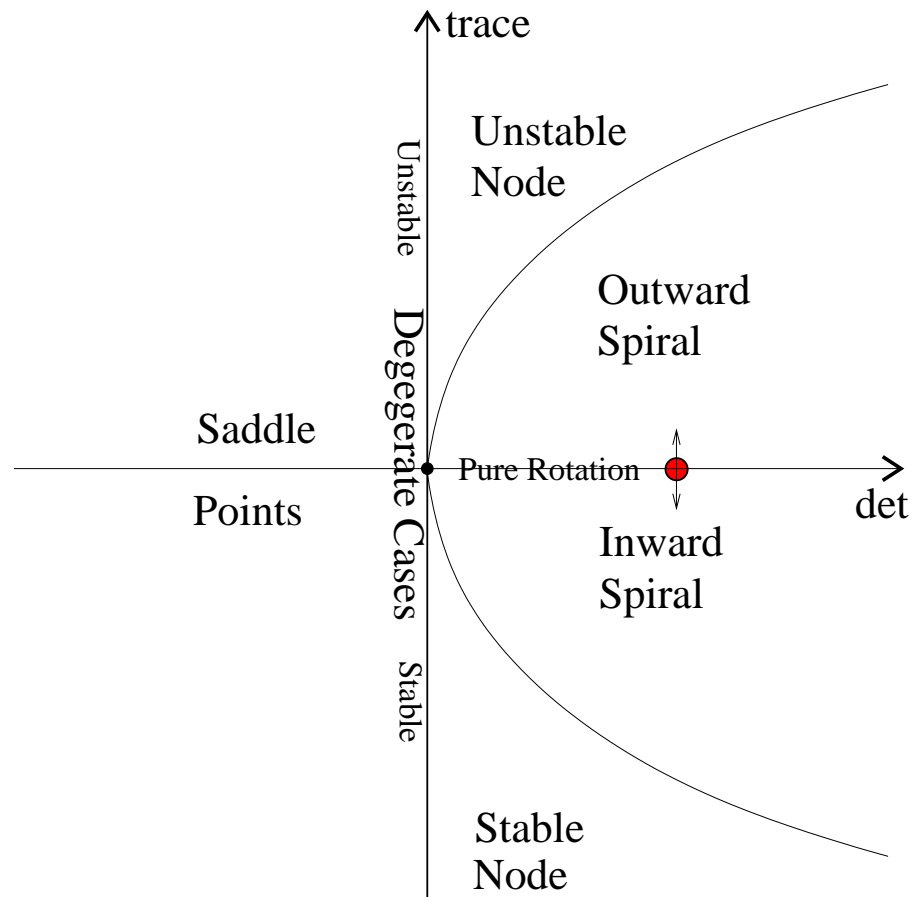 trace
Unstable
Node
Unstable
Outward
Spiral
Degegerate Cases
Saddle
Pure Rotation
Points
det
Inward
Spiral
Stable
Stable
Node